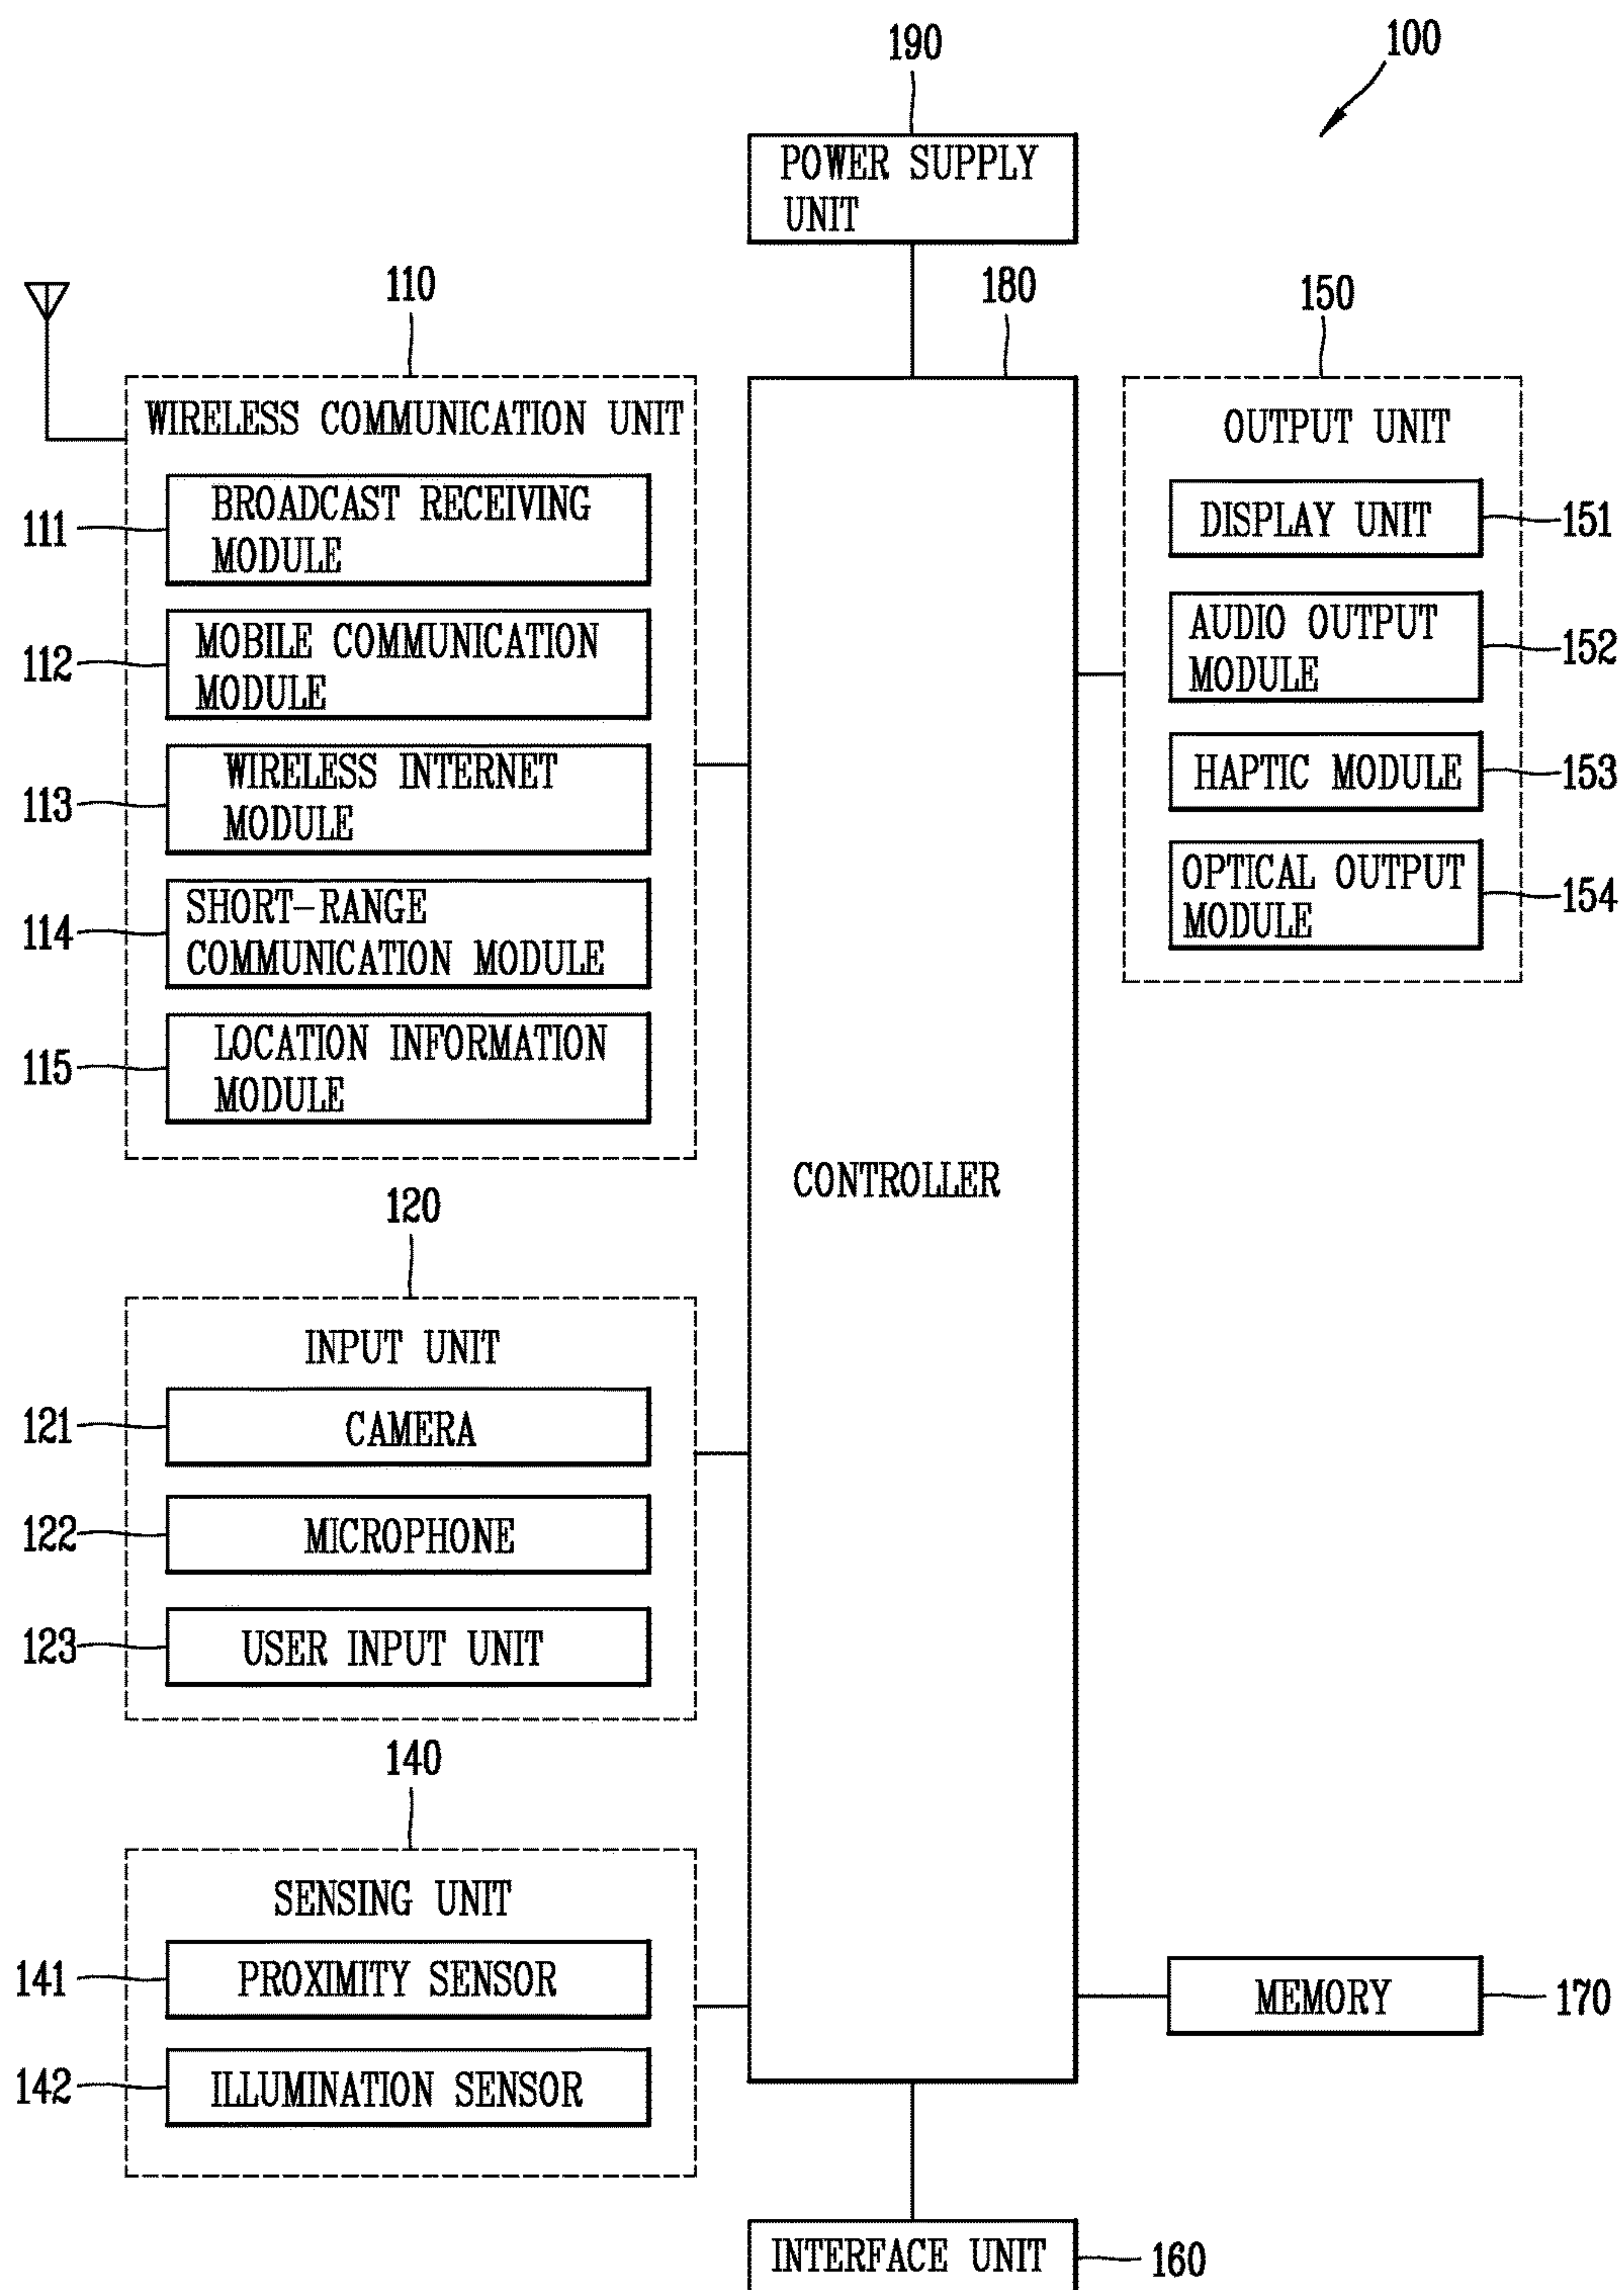 190
100
POWER SUPPLY
UNIT
110
180
150
WIRELESS COMMUNICATION UNIT
111
BROADCAST RECEIVING
MODULE
112
MOBILE COMMUNICATION
MODULE
113
WIRELESS INTERNET
MODULE
114
SHORT-RANGE
COMMUNICATION MODULE
115
LOCATION INFORMATION
MODULE
OUTPUT UNIT
DISPLAY UNIT
151
AUDIO OUTPUT
MODULE
152
HAPTIC MODULE
153
OPTICAL OUTPUT
MODULE
154
CONTROLLER
120
INPUT UNIT
121
CAMERA
122
MICROPHONE
123
USER INPUT UNIT
140
SENSING UNIT
141
PROXIMITY SENSOR
142
ILLUMINATION SENSOR
MEMORY
170
INTERFACE UNIT
160